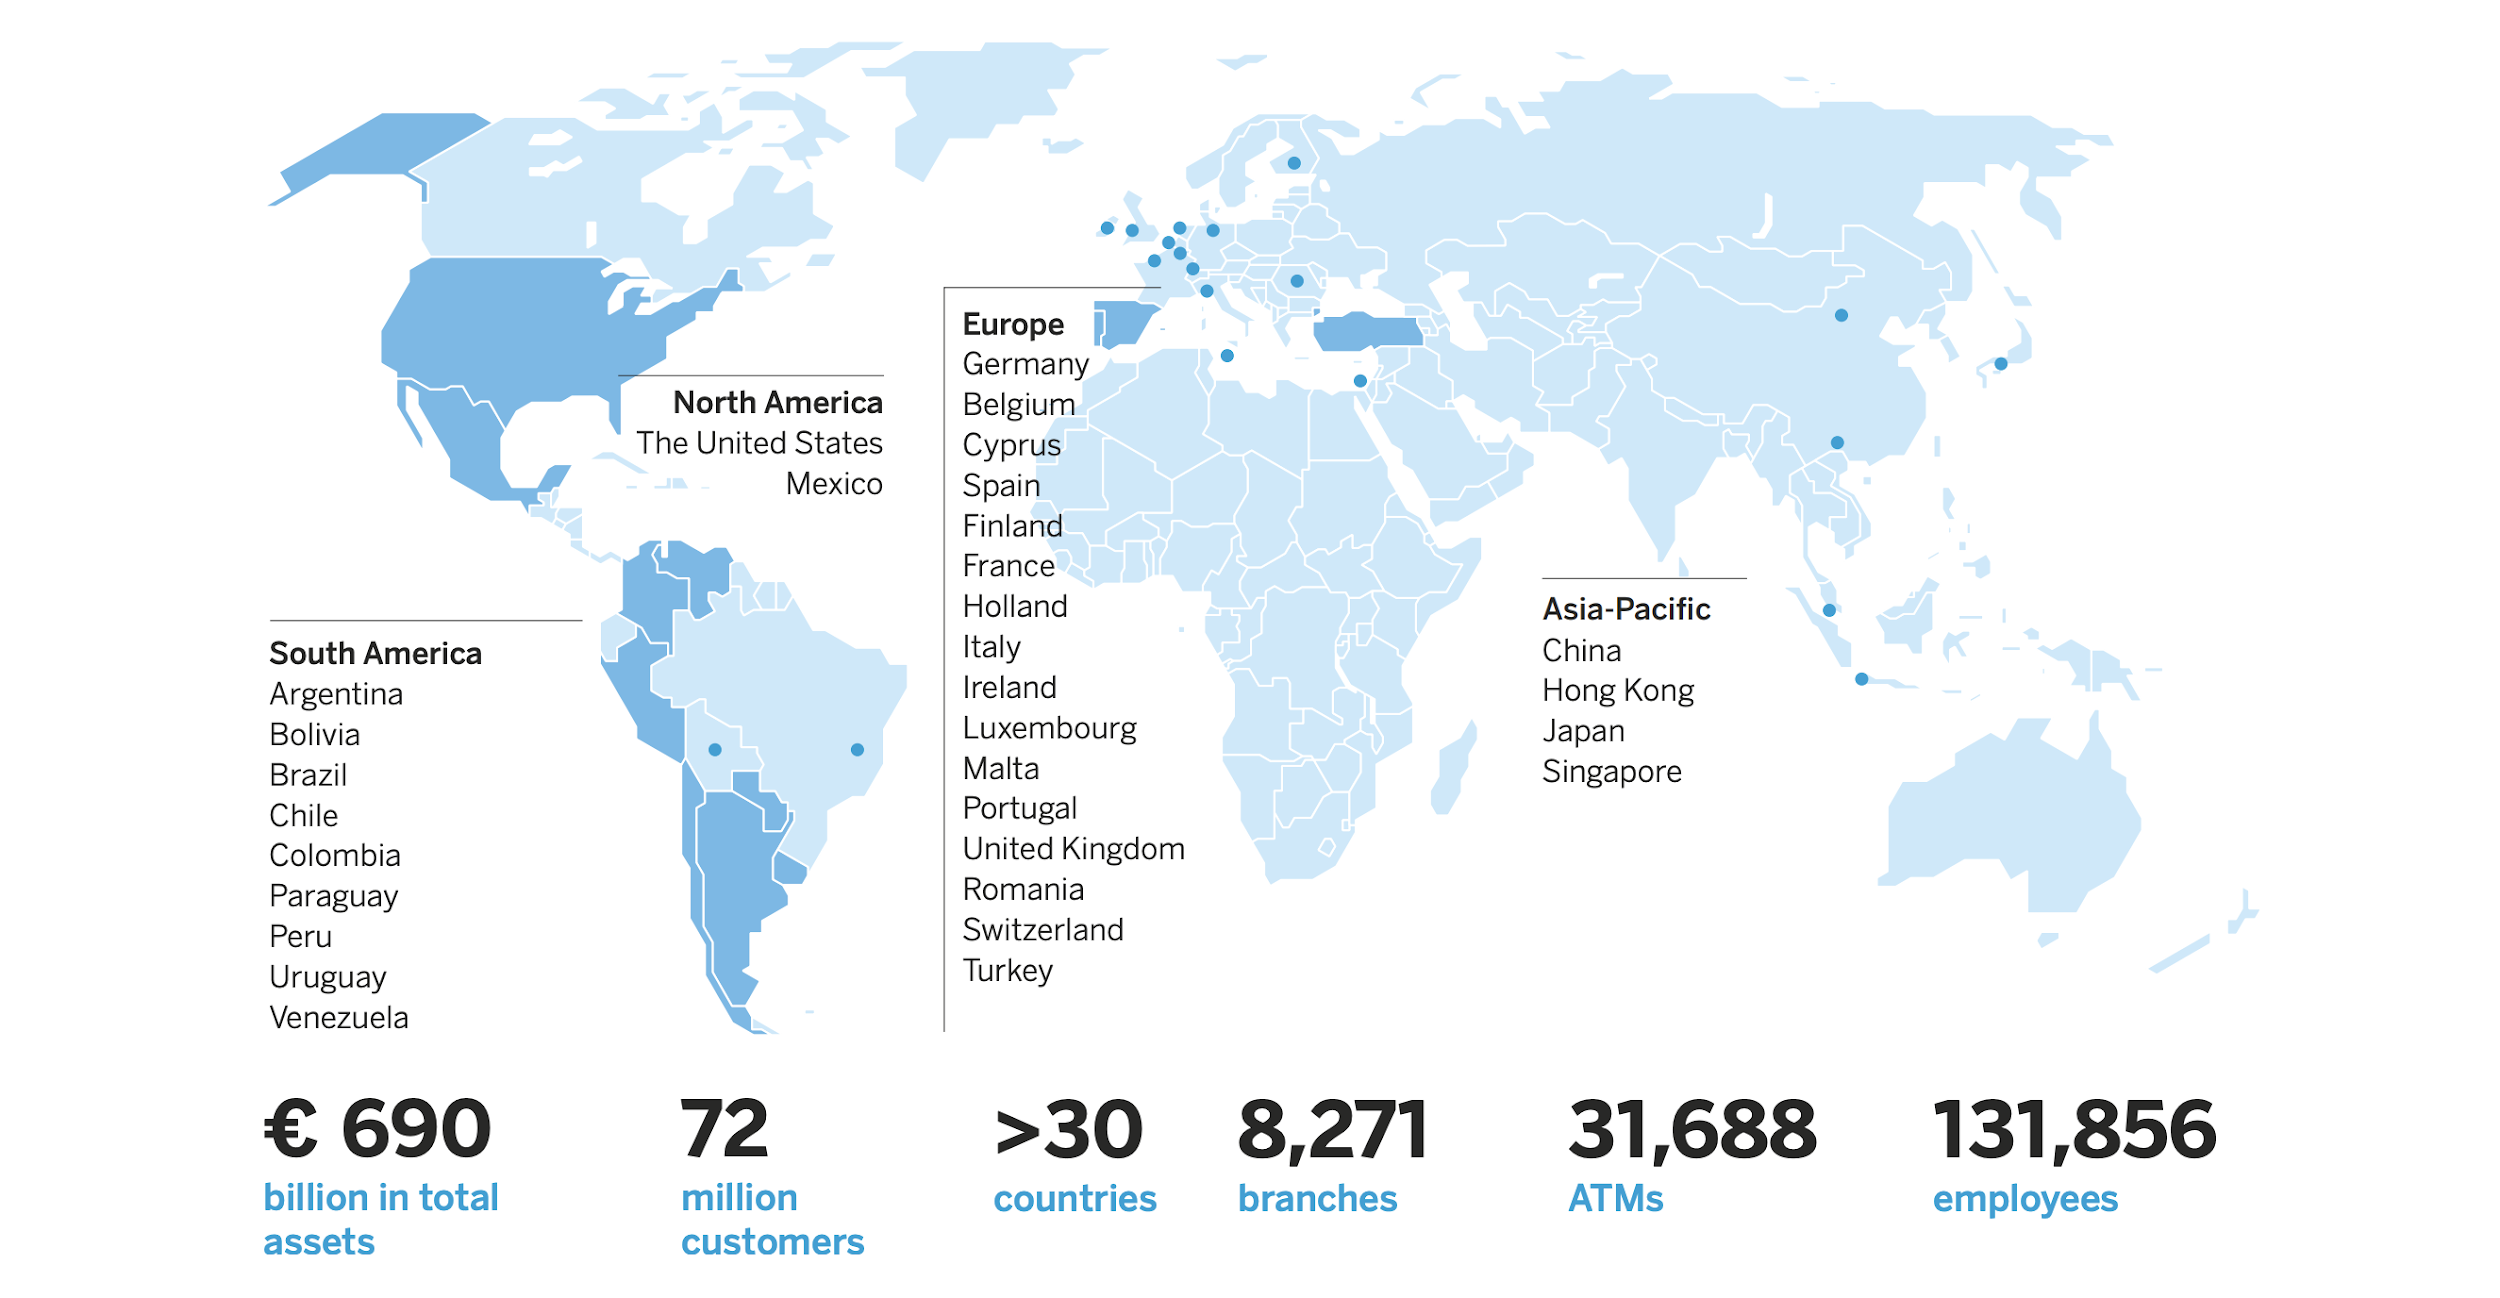 North America
The United States
Mexico
South America
Argentina
Bolivia
Brazil
Chile
Colombia
Paraguay
Peru
Uruguay
Venezuela
Europe
Germany
Belgium
Cyprus
Spain
Finland
France
Holland
Italy
Ireland
Luxembourg
Malta
Portugal
United Kingdom
Romania
Switzerland
Turkey
Asia-Pacific
China
Hong Kong
Japan
Singapore
€ 690
billion in total
assets
72
million
customers
>30
countries
8,271
branches
31,688
ATMs
131,856
employees